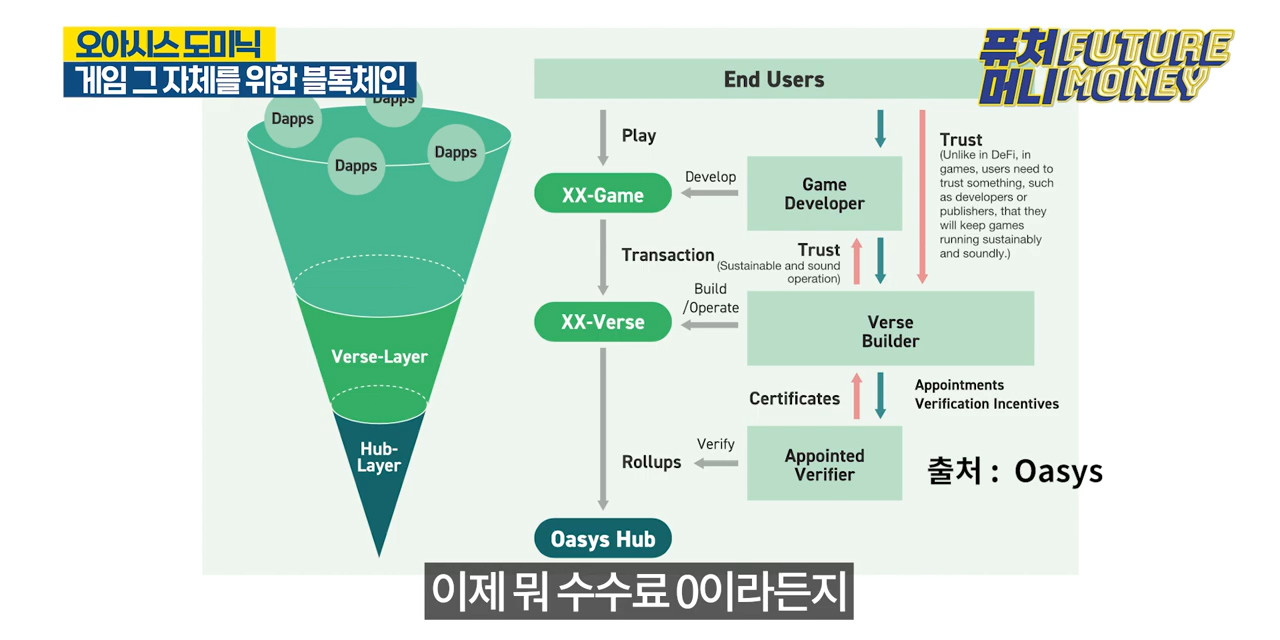 오아시스 도미닉
게임 그 자체를 위한 블록체인
퓨처
머니
FUTURE
MONEY
Dapps
Dapps
Dapps
Dapps
Verse-Layer
Hub-
Layer
End Users
Play
XX-Game
Develop
Game
Developer
Trust
(Unlike in DeFi, in
games, users need to
trust something, such
as developers or
publishers, that they
will keep games
running sustainably
and soundly.)
Transaction
Trust
(Sustainable and sound
operation)
XX-Verse
Build
/Operate
Verse
Builder
Certificates
Appointments
Verification Incentives
Rollups
Verify
Appointed
Verifier
출처 : Oasys
Oasys Hub
이제 뭐 수수료 0이라든지